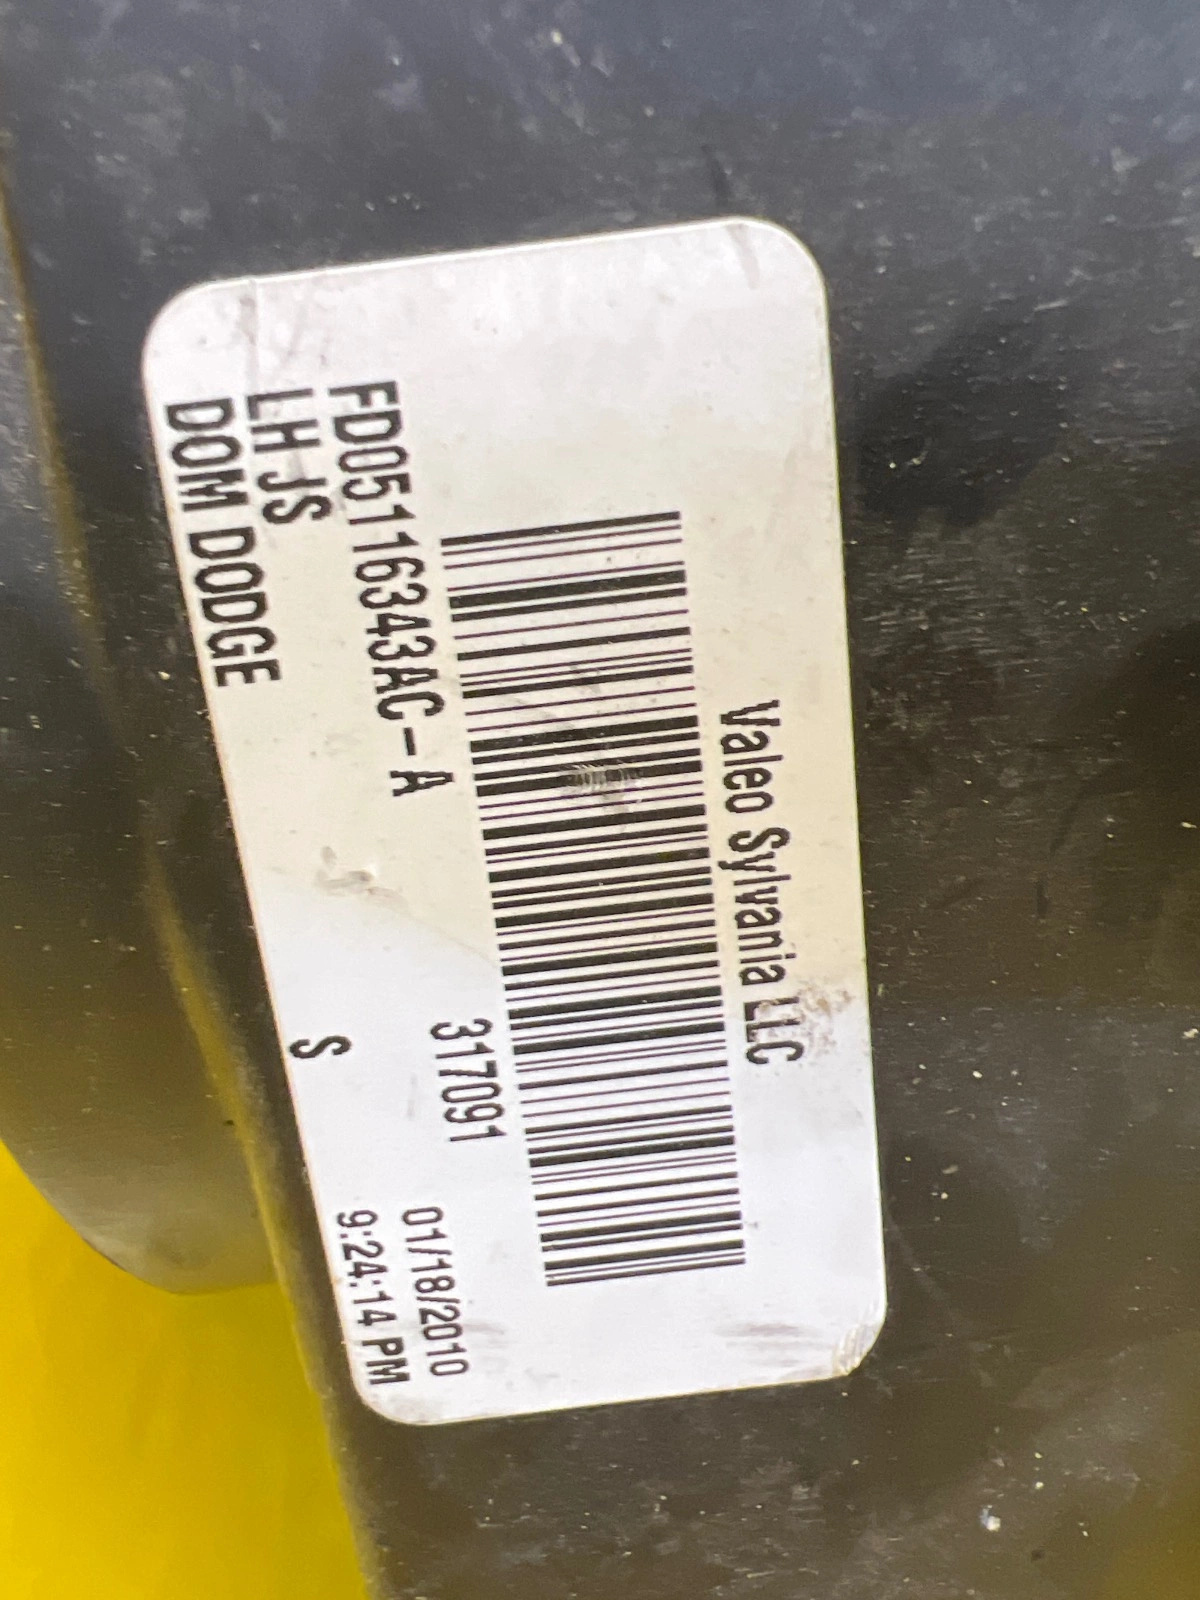 Valeo Sylvania LLC
317091
FD05116343AC-A
LH JS
DOM DODGE
S
01/18/2010
9:24:14 PM